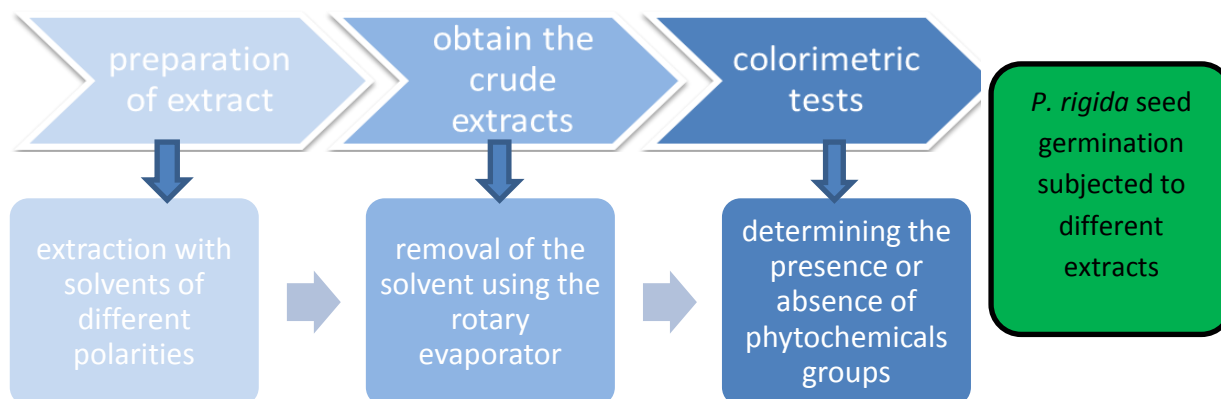 preparation
of extract
obtain the
crude
extracts
colorimetric
tests
P. rigida seed
germination
subjected to
different
extracts
extraction with
solvents of
different
polarities
removal of the
solvent using the
rotary
evaporator
determining the
presence or
absence of
phytochemicals
groups